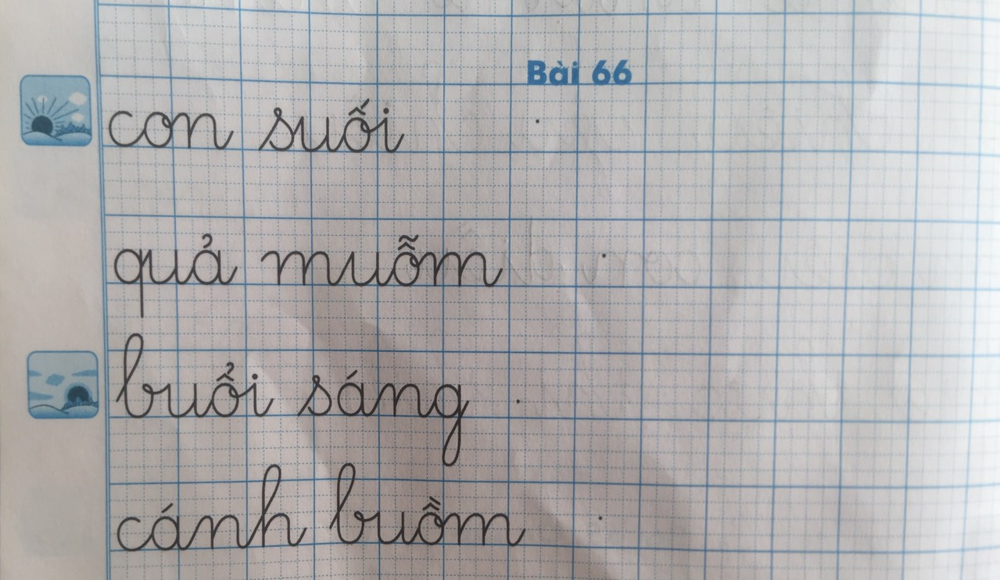 Bài 66
con suối
quả muỗm
buổi sáng
cánh buồm